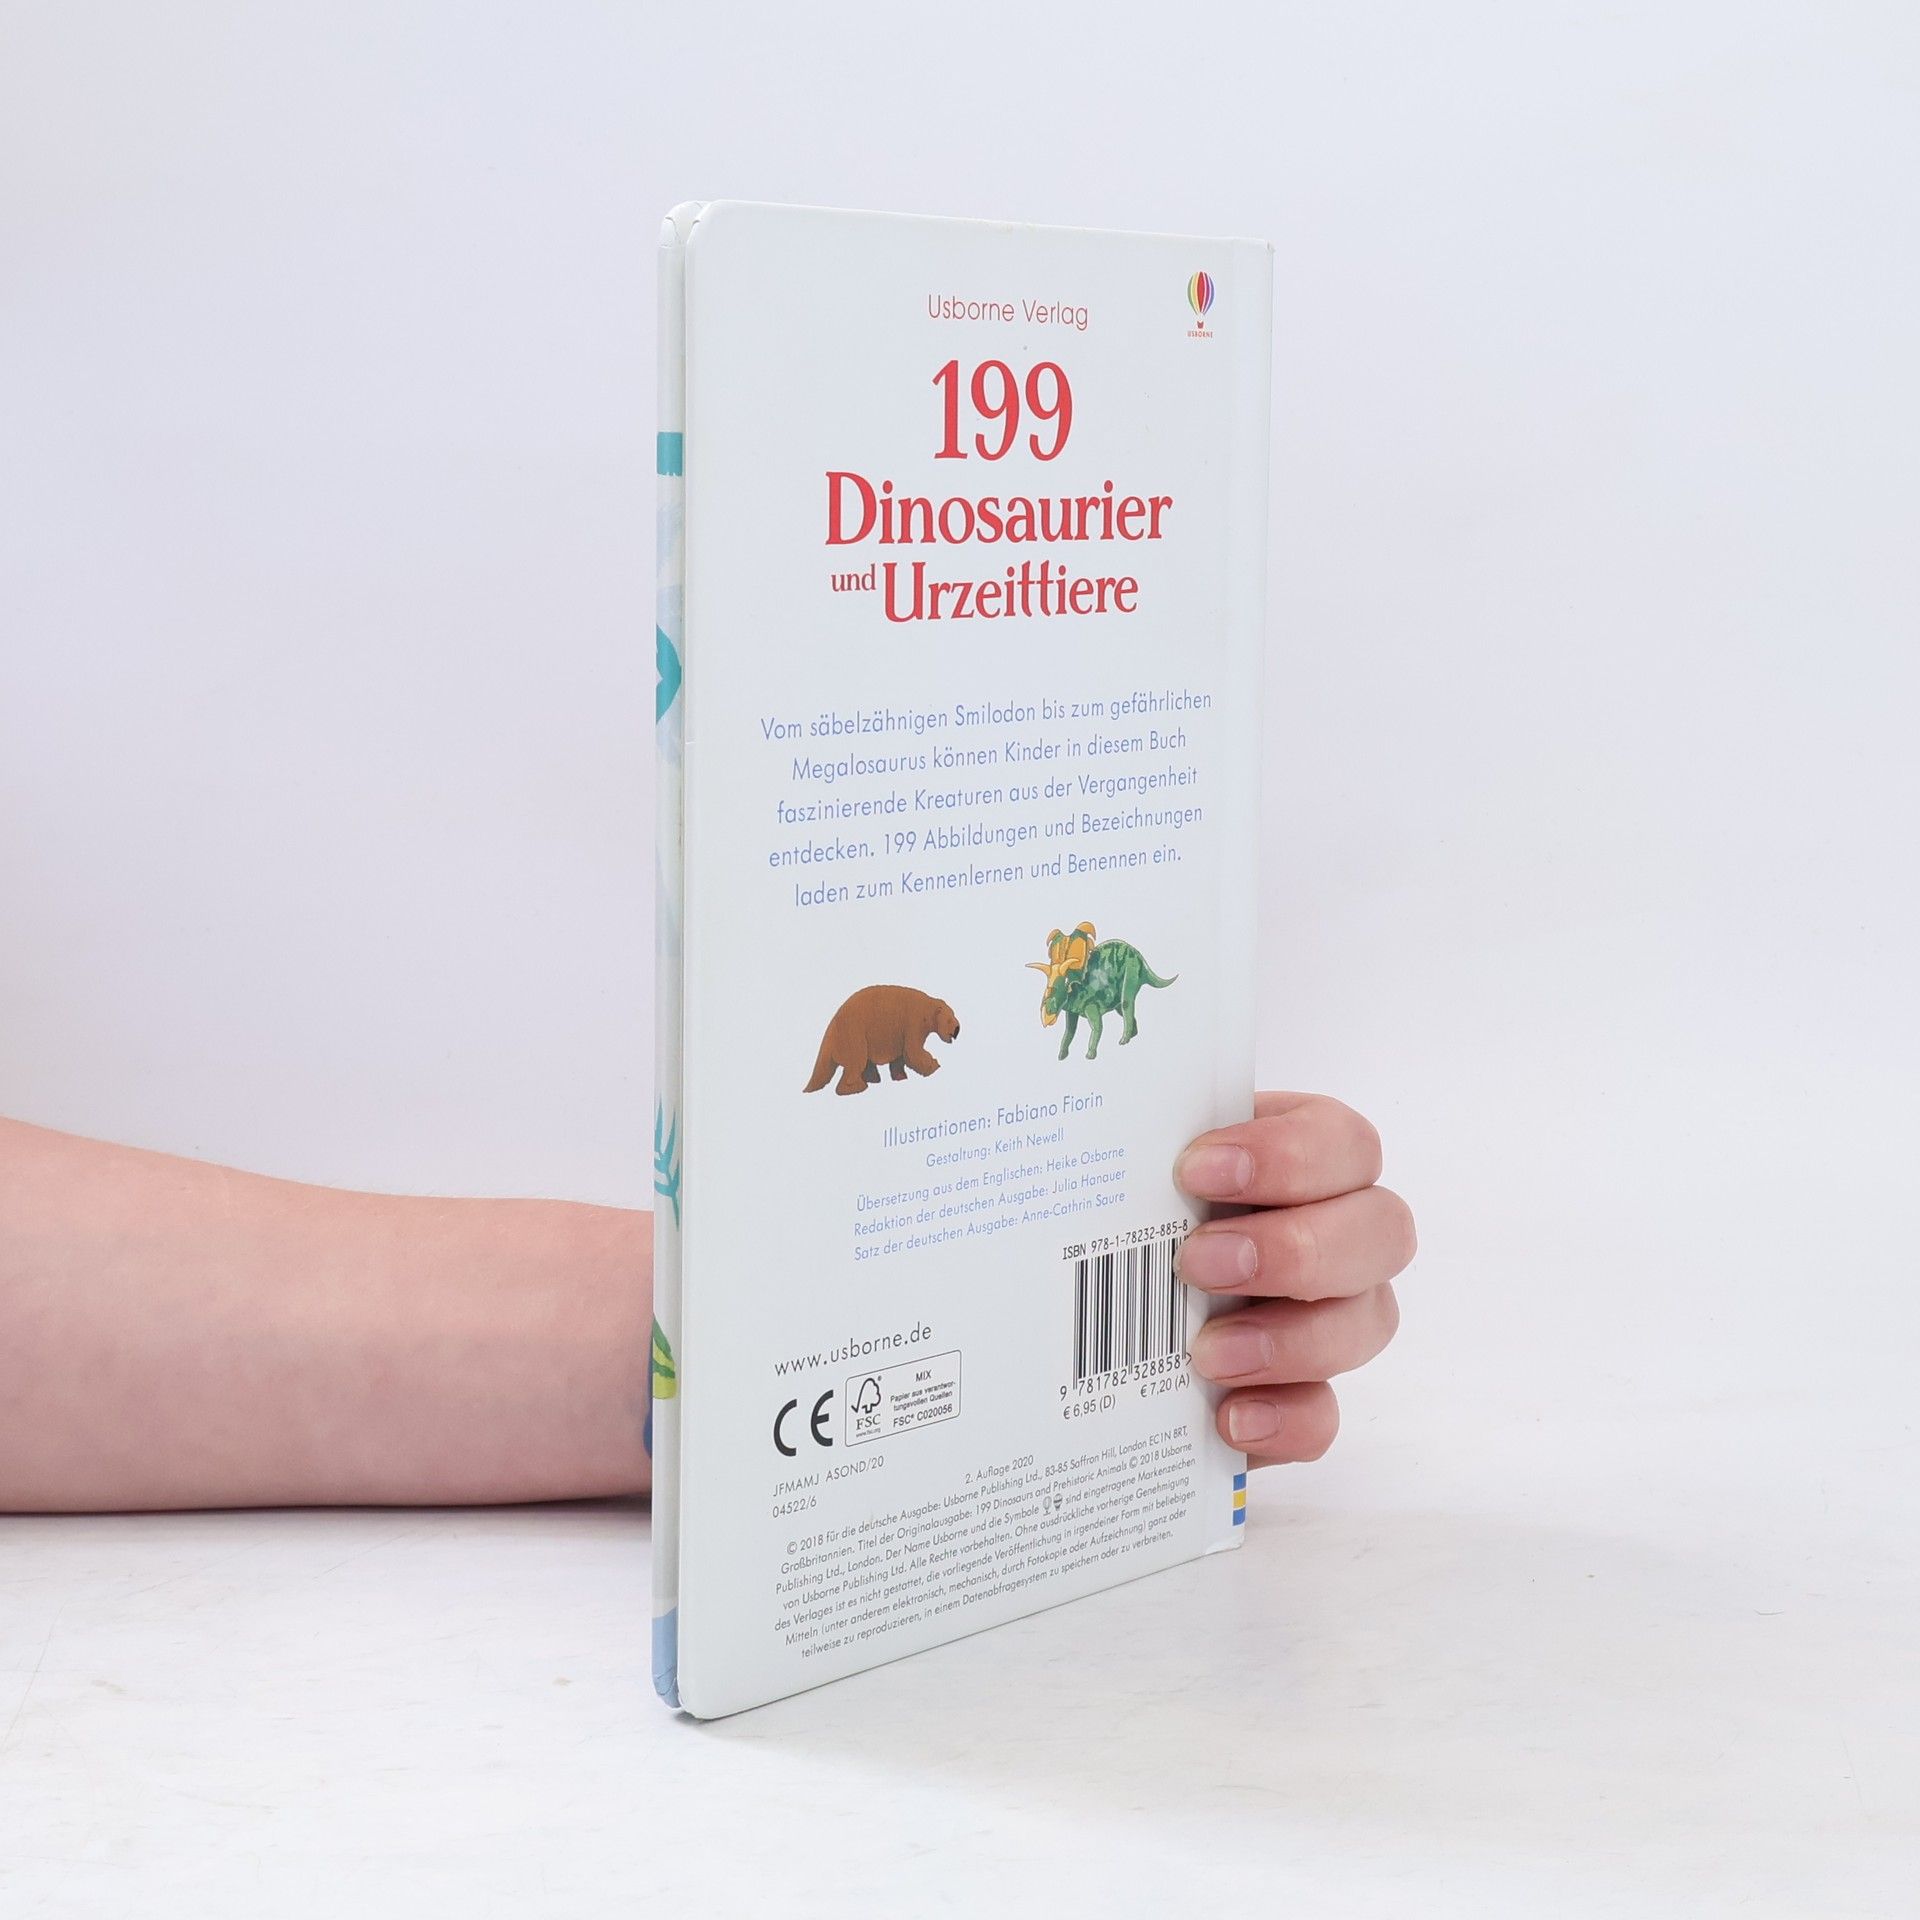 Usborne Verlag
USBORNE
199
Dinosaurier
und Urzeittiere
Vom säbelzähnigen Smilodon bis zum gefährlichen
Megalosaurus können Kinder in diesem Buch
faszinierende Kreaturen aus der Vergangenheit
entdecken. 199 Abbildungen und Bezeichnungen
laden zum Kennenlernen und Benennen ein.
Illustrationen: Fabiano Fiorin
Gestaltung: Keith Newell
Übersetzung aus dem Englischen: Heike Osborne
Redaktion der deutschen Ausgabe: Julia Hanauer
Satz der deutschen Ausgabe: Anne-Cathrin Saure
ISBN 978-1-78232-885-8
9 781782 328858 >
€ 6,95 (D) € 7,20 (A)
www.usborne.de
CE
FSC
www.fsc.org
MIX
Papier aus verantwor-
tungsvollen Quellen
FSC® C020056
JFMAMJ ASOND/20
04522/6
2. Auflage 2020
© 2018 für die deutsche Ausgabe: Usborne Publishing Ltd., 83-85 Saffron Hill, London EC1N 8RT,
Großbritannien. Titel der Originalausgabe: 199 Dinosaurs and Prehistoric Animals © 2018 Usborne
Publishing Ltd., London. Der Name Usborne und die Symbole sind eingetragene Markenzeichen
von Usborne Publishing Ltd. Alle Rechte vorbehalten. Ohne ausdrückliche vorherige Genehmigung
des Verlages ist es nicht gestattet, die vorliegende Veröffentlichung in irgendeiner Form mit beliebigen
Mitteln (unter anderem elektronisch, mechanisch, durch Fotokopie oder Aufzeichnung) ganz oder
teilweise zu reproduzieren, in einem Datenabfragesystem zu speichern oder zu verbreiten.